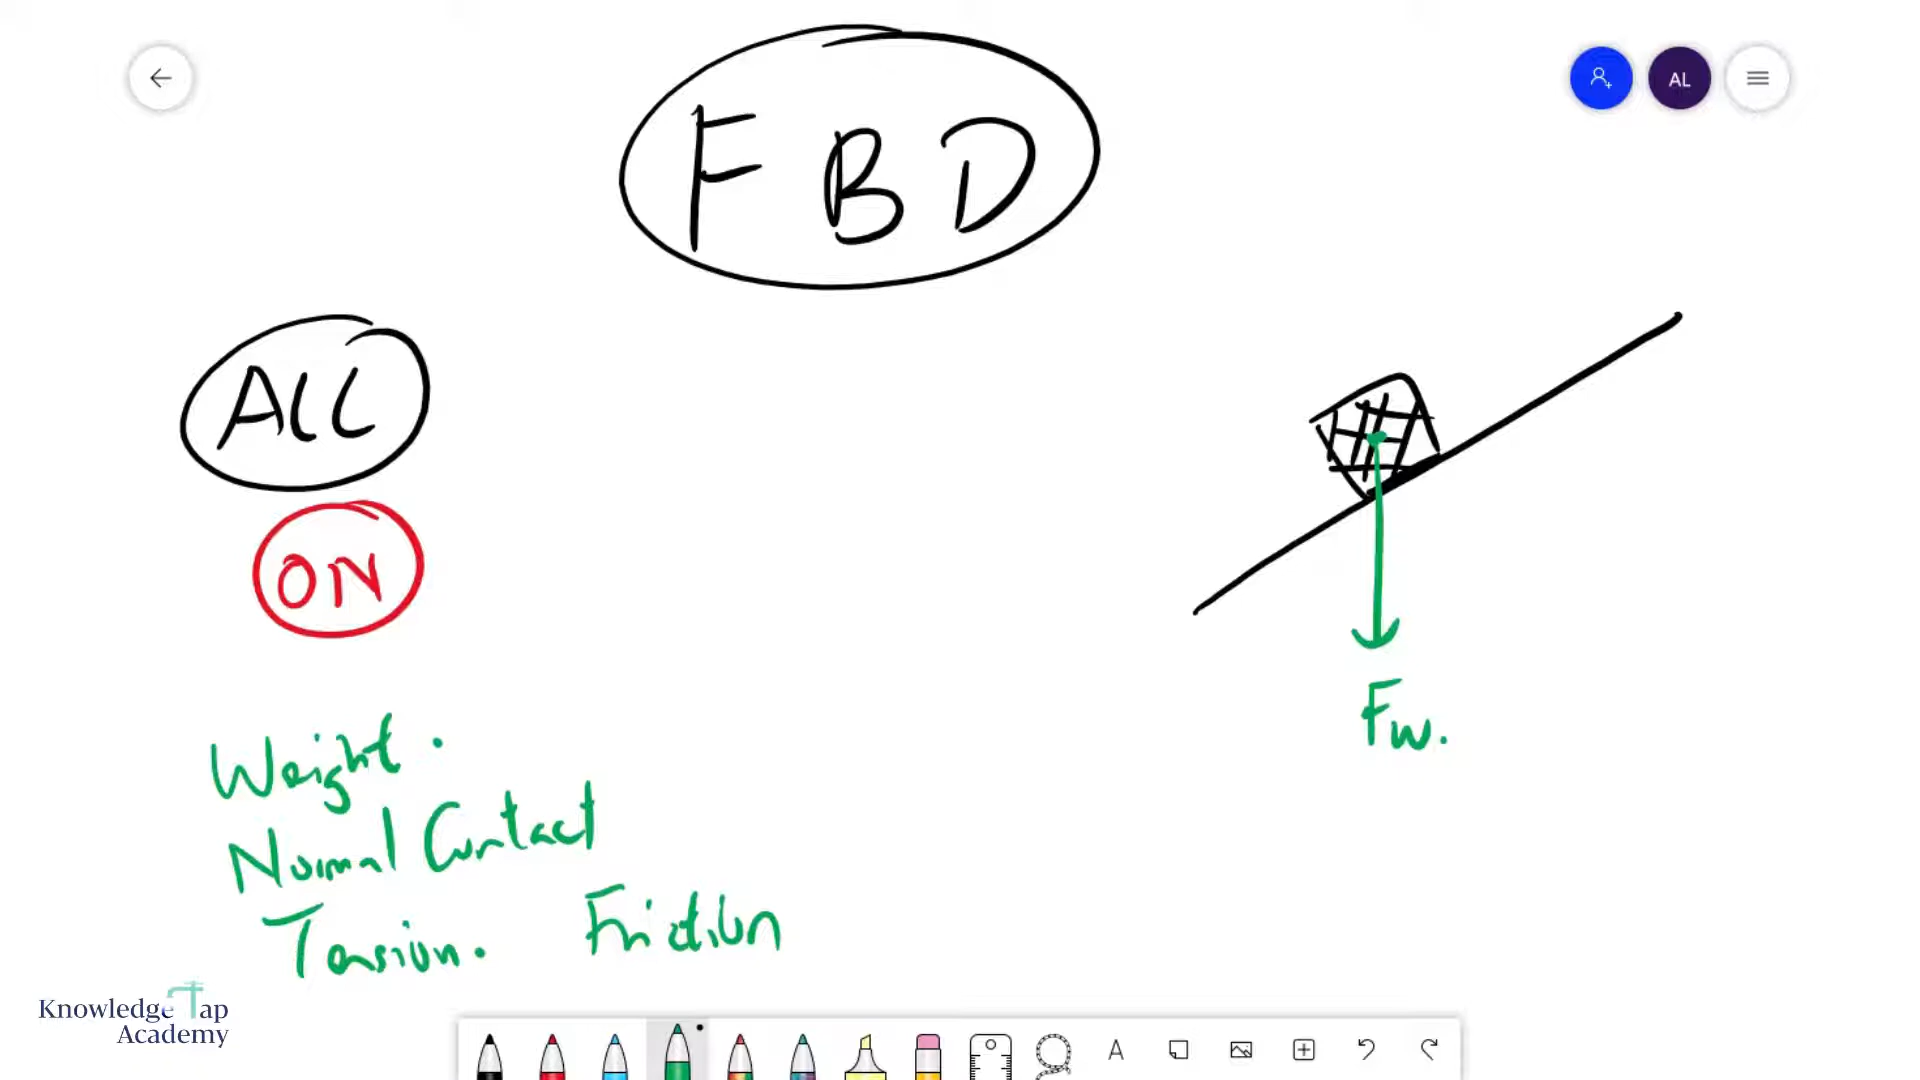 AL
FBD
ALL
ON
Weight.
Normal Contact
Tension. Friction
Fw.
Knowledge Tap
Academy
A